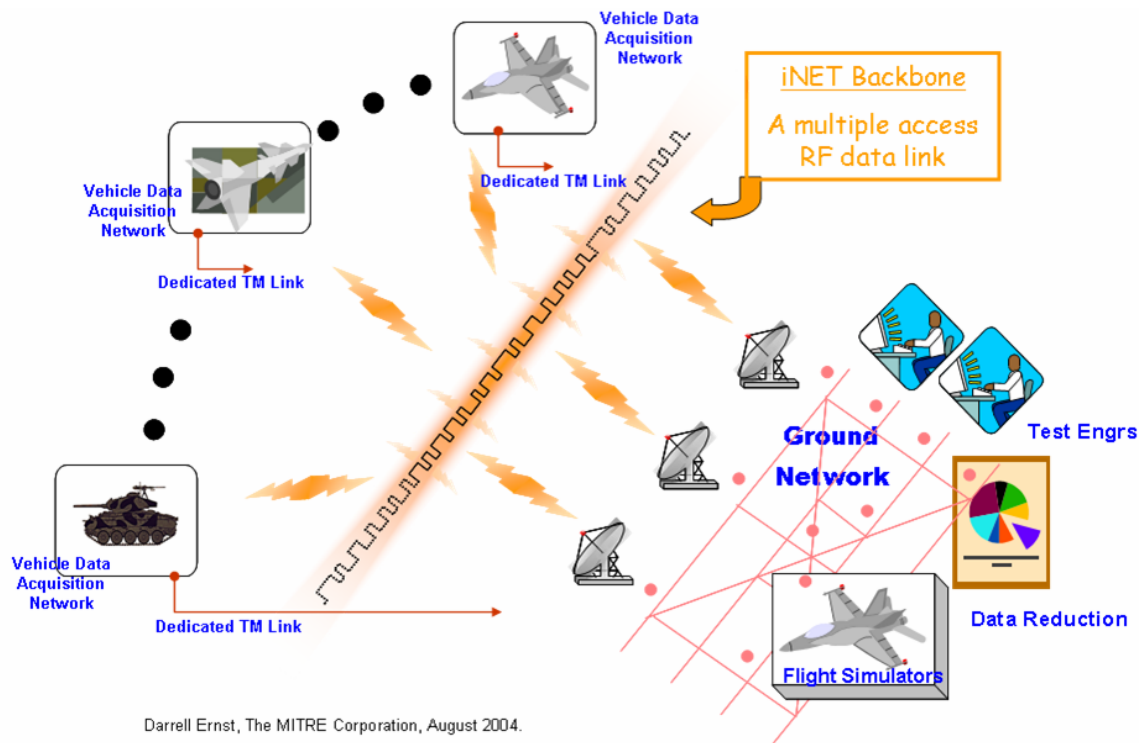 Vehicle Data
Acquisition
Network
Dedicated TM Link
iNET Backbone
A multiple access
RF data link
Vehicle Data
Acquisition
Network
Dedicated TM Link
Ground
Network
Test Engrs
Vehicle Data
Acquisition
Network
Dedicated TM Link
Data Reduction
Flight Simulators
Darrell Ernst, The MITRE Corporation, August 2004.